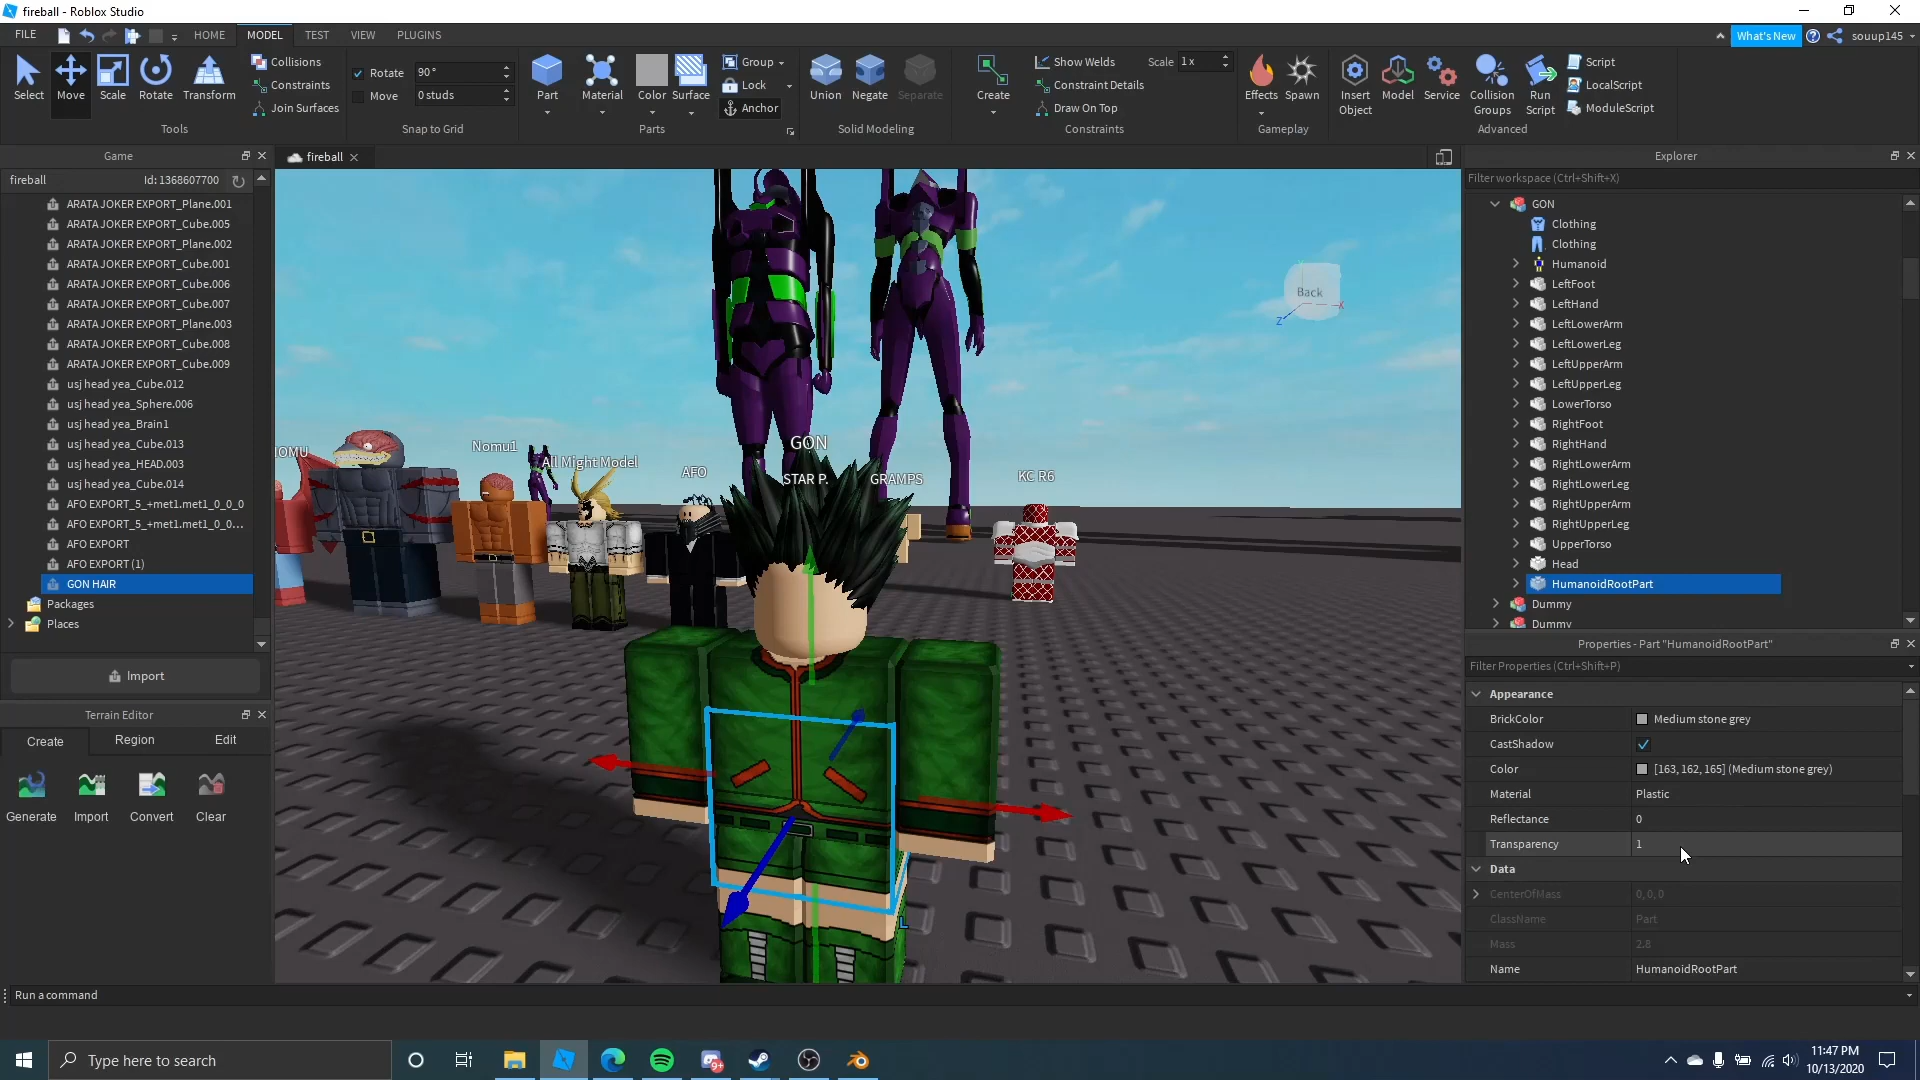 fireball - Roblox Studio
FILE
HOME
MODEL
TEST
VIEW
PLUGINS
What's New
souup145
Select
Move
Scale
Rotate
Transform
Collisions
Constraints
Join Surfaces
Tools
Rotate
90°
Move
0 studs
Snap to Grid
Part
Material
Color
Surface
Group
Lock
Anchor
Parts
Union
Negate
Separate
Solid Modeling
Create
Show Welds
Scale
1 x
Constraint Details
Draw On Top
Constraints
Effects
Spawn
Gameplay
Insert
Object
Model
Service
Collision
Groups
Run
Script
Script
LocalScript
ModuleScript
Advanced
Game
fireball
Id: 1368607700
ARATA JOKER EXPORT_Plane.001
ARATA JOKER EXPORT_Cube.005
ARATA JOKER EXPORT_Plane.002
ARATA JOKER EXPORT_Cube.001
ARATA JOKER EXPORT_Cube.006
ARATA JOKER EXPORT_Cube.007
ARATA JOKER EXPORT_Plane.003
ARATA JOKER EXPORT_Cube.008
ARATA JOKER EXPORT_Cube.009
usj head yea_Cube.012
usj head yea_Sphere.006
usj head yea_Brain1
usj head yea_Cube.013
usj head yea_HEAD.003
usj head yea_Cube.014
AFO EXPORT_5_+met1.met1_0_0_0
AFO EXPORT_5_+met1.met1_0_0...
AFO EXPORT
AFO EXPORT (1)
GON HAIR
Packages
Places
Import
Terrain Editor
Create
Region
Edit
Generate
Import
Convert
Clear
fireball
Back
X
Z
GON
Nomu1
All Might Model
AFO
STAR P.
GRAMPS
KC R6
L
Explorer
Filter workspace (Ctrl+Shift+X)
GON
Clothing
Clothing
Humanoid
LeftFoot
LeftHand
LeftLowerArm
LeftLowerLeg
LeftUpperArm
LeftUpperLeg
LowerTorso
RightFoot
RightHand
RightLowerArm
RightLowerLeg
RightUpperArm
RightUpperLeg
UpperTorso
Head
HumanoidRootPart
Dummy
Dummy
Properties - Part "HumanoidRootPart"
Filter Properties (Ctrl+Shift+P)
Appearance
BrickColor
Medium stone grey
CastShadow
Color
[163, 162, 165] (Medium stone grey)
Material
Plastic
Reflectance
0
Transparency
1
Data
CenterOfMass
0, 0, 0
ClassName
Part
Mass
2.8
Name
HumanoidRootPart
Run a command
Type here to search
9+
11:47 PM
10/13/2020